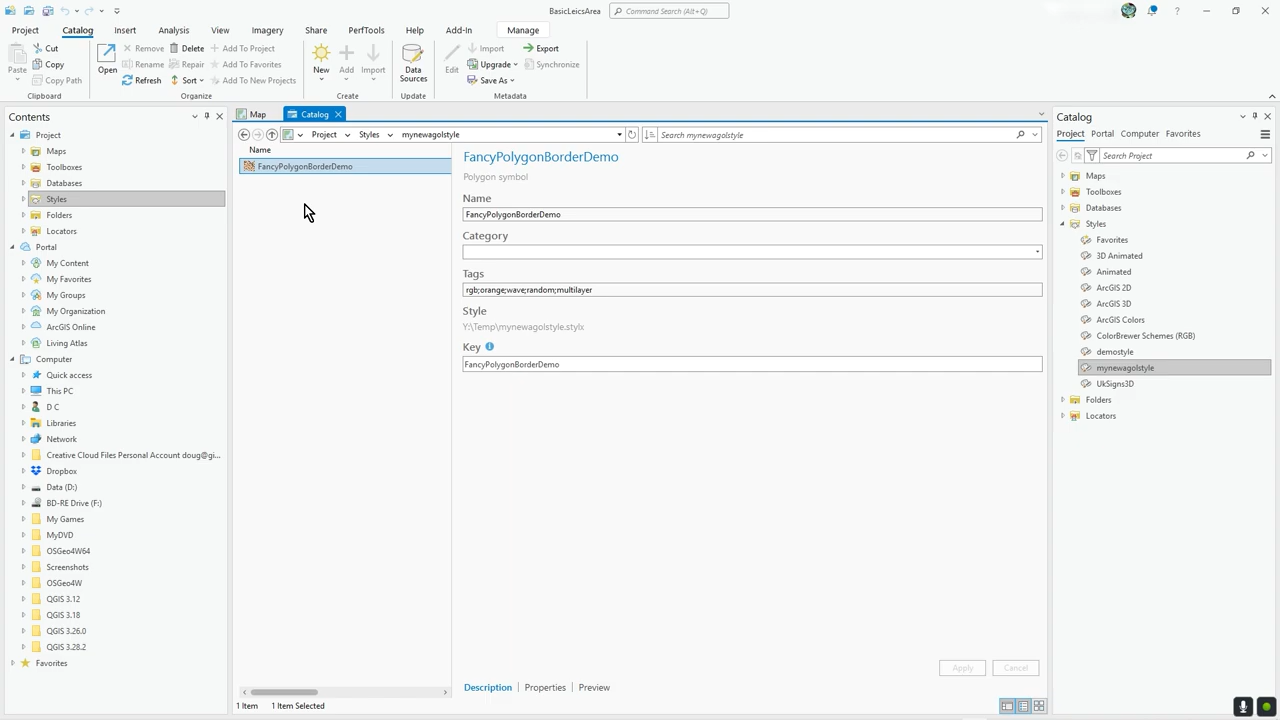 BasicLeicsArea
Command Search (Alt+Q)
Project
Catalog
Insert
Analysis
View
Imagery
Share
PerfTools
Help
Add-In
Manage
Paste
Cut
Copy
Copy Path
Clipboard
Open
Remove
Rename
Refresh
Delete
Repair
Sort
Add To Project
Add To Favorites
Add To New Projects
Organize
New
Add
Import
Create
Data
Sources
Update
Edit
Import
Upgrade
Save As
Export
Synchronize
Metadata
Contents
Project
Maps
Toolboxes
Databases
Styles
Folders
Locators
Portal
My Content
My Favorites
My Groups
My Organization
ArcGIS Online
Living Atlas
Computer
Quick access
This PC
D C
Libraries
Network
Creative Cloud Files Personal Account doug@gi...
Dropbox
Data (D:)
BD-RE Drive (F:)
My Games
MyDVD
OSGeo4W64
Screenshots
OSGeo4W
QGIS 3.12
QGIS 3.18
QGIS 3.26.0
QGIS 3.28.2
Favorites
Map
Catalog
Project
Styles
mynewagolstyle
Search mynewagolstyle
Name
FancyPolygonBorderDemo
FancyPolygonBorderDemo
Polygon symbol
Name
FancyPolygonBorderDemo
Category
Tags
rgb;orange;wave;random;multilayer
Style
Y:\Temp\mynewagolstyle.stylx
Key
FancyPolygonBorderDemo
Apply
Cancel
Description
Properties
Preview
1 Item
1 Item Selected
Catalog
Project
Portal
Computer
Favorites
Search Project
Maps
Toolboxes
Databases
Styles
Favorites
3D Animated
Animated
ArcGIS 2D
ArcGIS 3D
ArcGIS Colors
ColorBrewer Schemes (RGB)
demostyle
mynewagolstyle
UkSigns3D
Folders
Locators